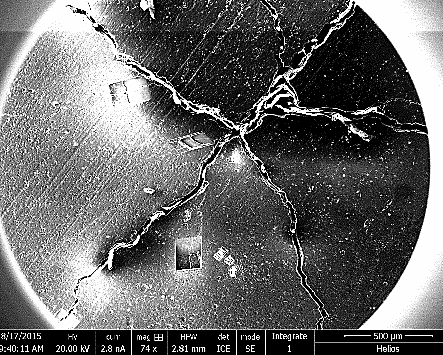 8/17/2015 HV curr mag ⊞ HFW det mode Integrate 500 µm
9:40:11 AM 20.00 kV 2.8 nA 74 x 2.81 mm ICE SE 1 Helios